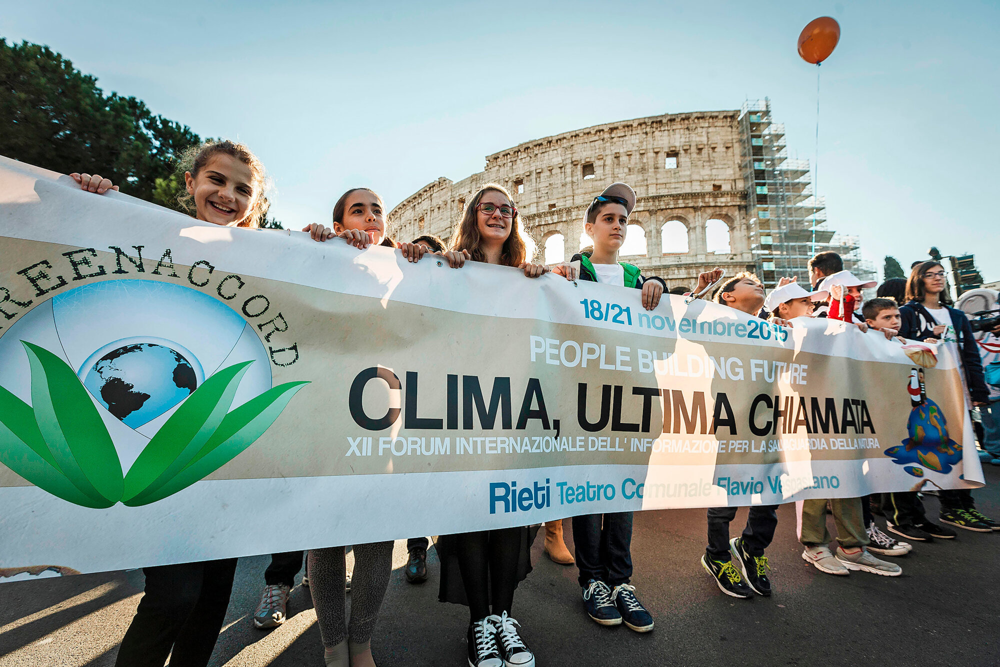 GREENACCORD
18/21 novembre2015
PEOPLE BUILDING FUTURE
CLIMA, ULTIMA CHIAMATA
XII FORUM INTERNAZIONALE DELL' INFORMAZIONE PER LA SALVAGUARDIA DELLA NATURA
Rieti Teatro Comunale Flavio Vespasiano